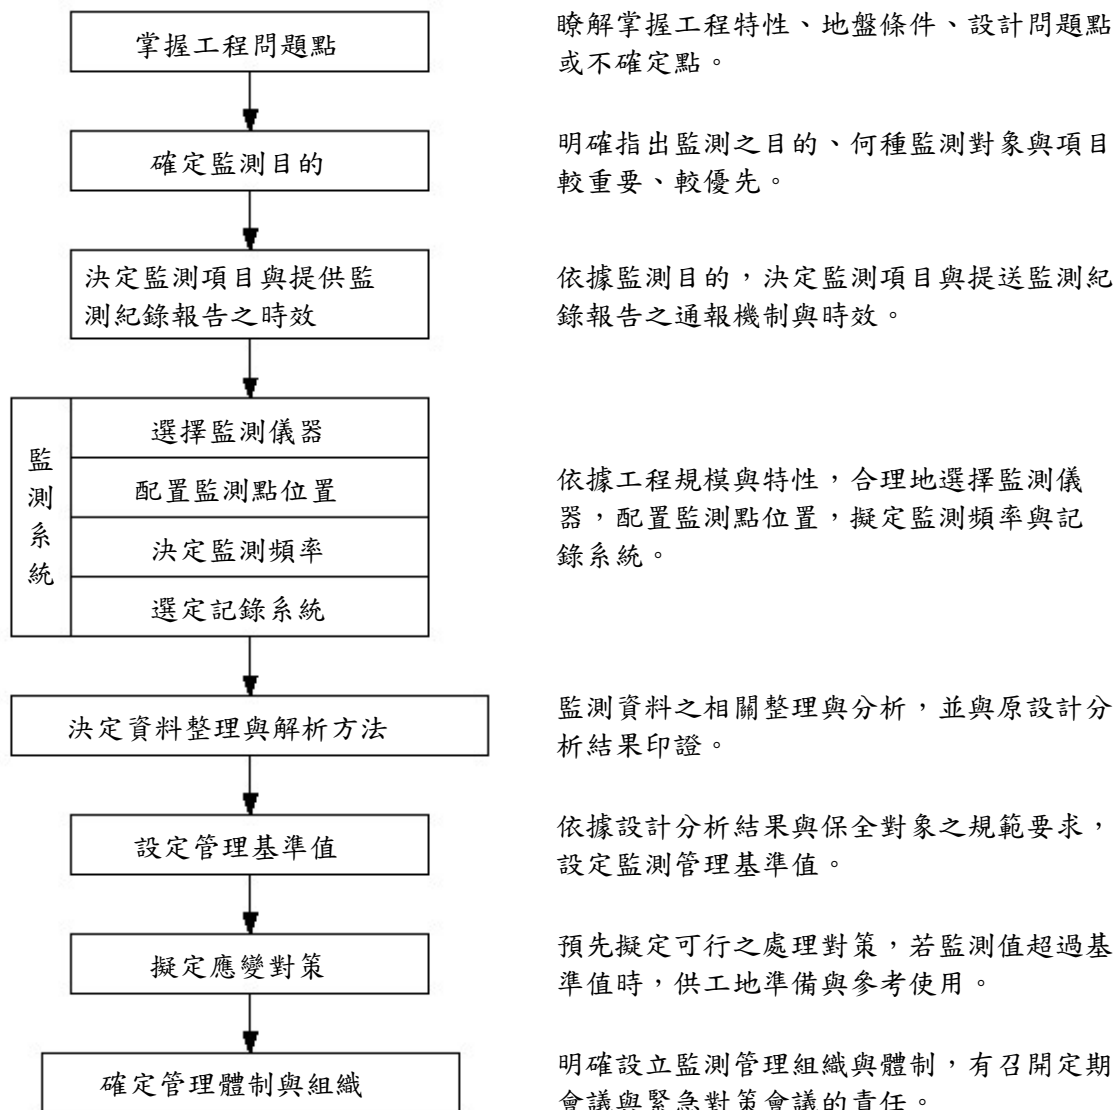 掌握工程問題點
瞭解掌握工程特性、地盤條件、設計問題點
或不確定點。
確定監測目的
明確指出監測之目的、何種監測對象與項目
較重要、較優先。
決定監測項目與提供監
測紀錄報告之時效
依據監測目的,決定監測項目與提送監測紀
錄報告之通報機制與時效。
監
測
系
統
選擇監測儀器
配置監測點位置
決定監測頻率
選定記錄系統
依據工程規模與特性,合理地選擇監測儀
器,配置監測點位置,擬定監測頻率與記
錄系統。
決定資料整理與解析方法
監測資料之相關整理與分析,並與原設計分
析結果印證。
設定管理基準值
依據設計分析結果與保全對象之規範要求,
設定監測管理基準值。
擬定應變對策
預先擬定可行之處理對策,若監測值超過基
準值時,供工地準備與參考使用。
確定管理體制與組織
明確設立監測管理組織與體制,有召開定期
會議與緊急對策會議的責任。